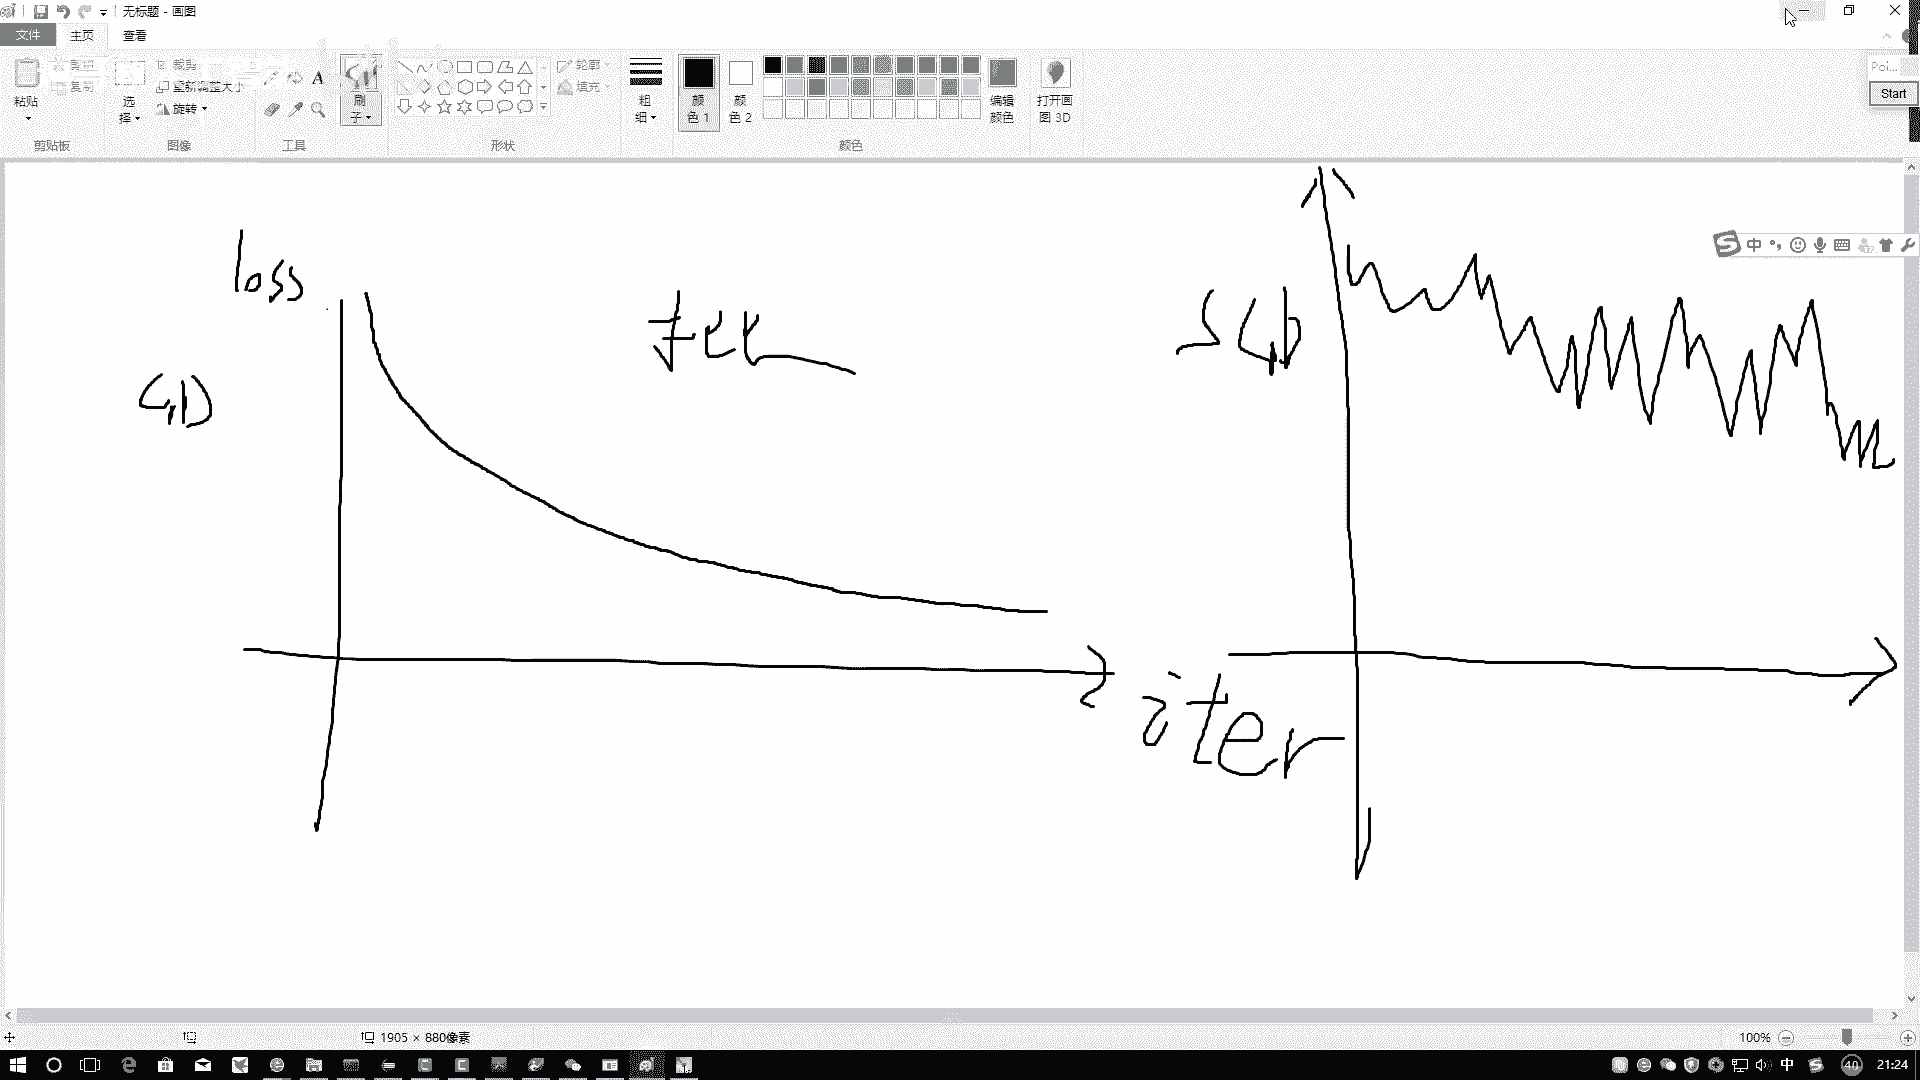 无标题 - 画图
文件 主页 查看
Poi...
Start
粘贴
剪切
复制
选择
裁剪
重新调整大小
旋转
A
刷子
轮廓
填充
粗细
颜色 1
颜色 2
编辑颜色
打开画图 3D
剪贴板 图像 工具 形状 颜色
中
loss
GD
SGD
iter
1905 × 880像素
100%
中 40 21:24